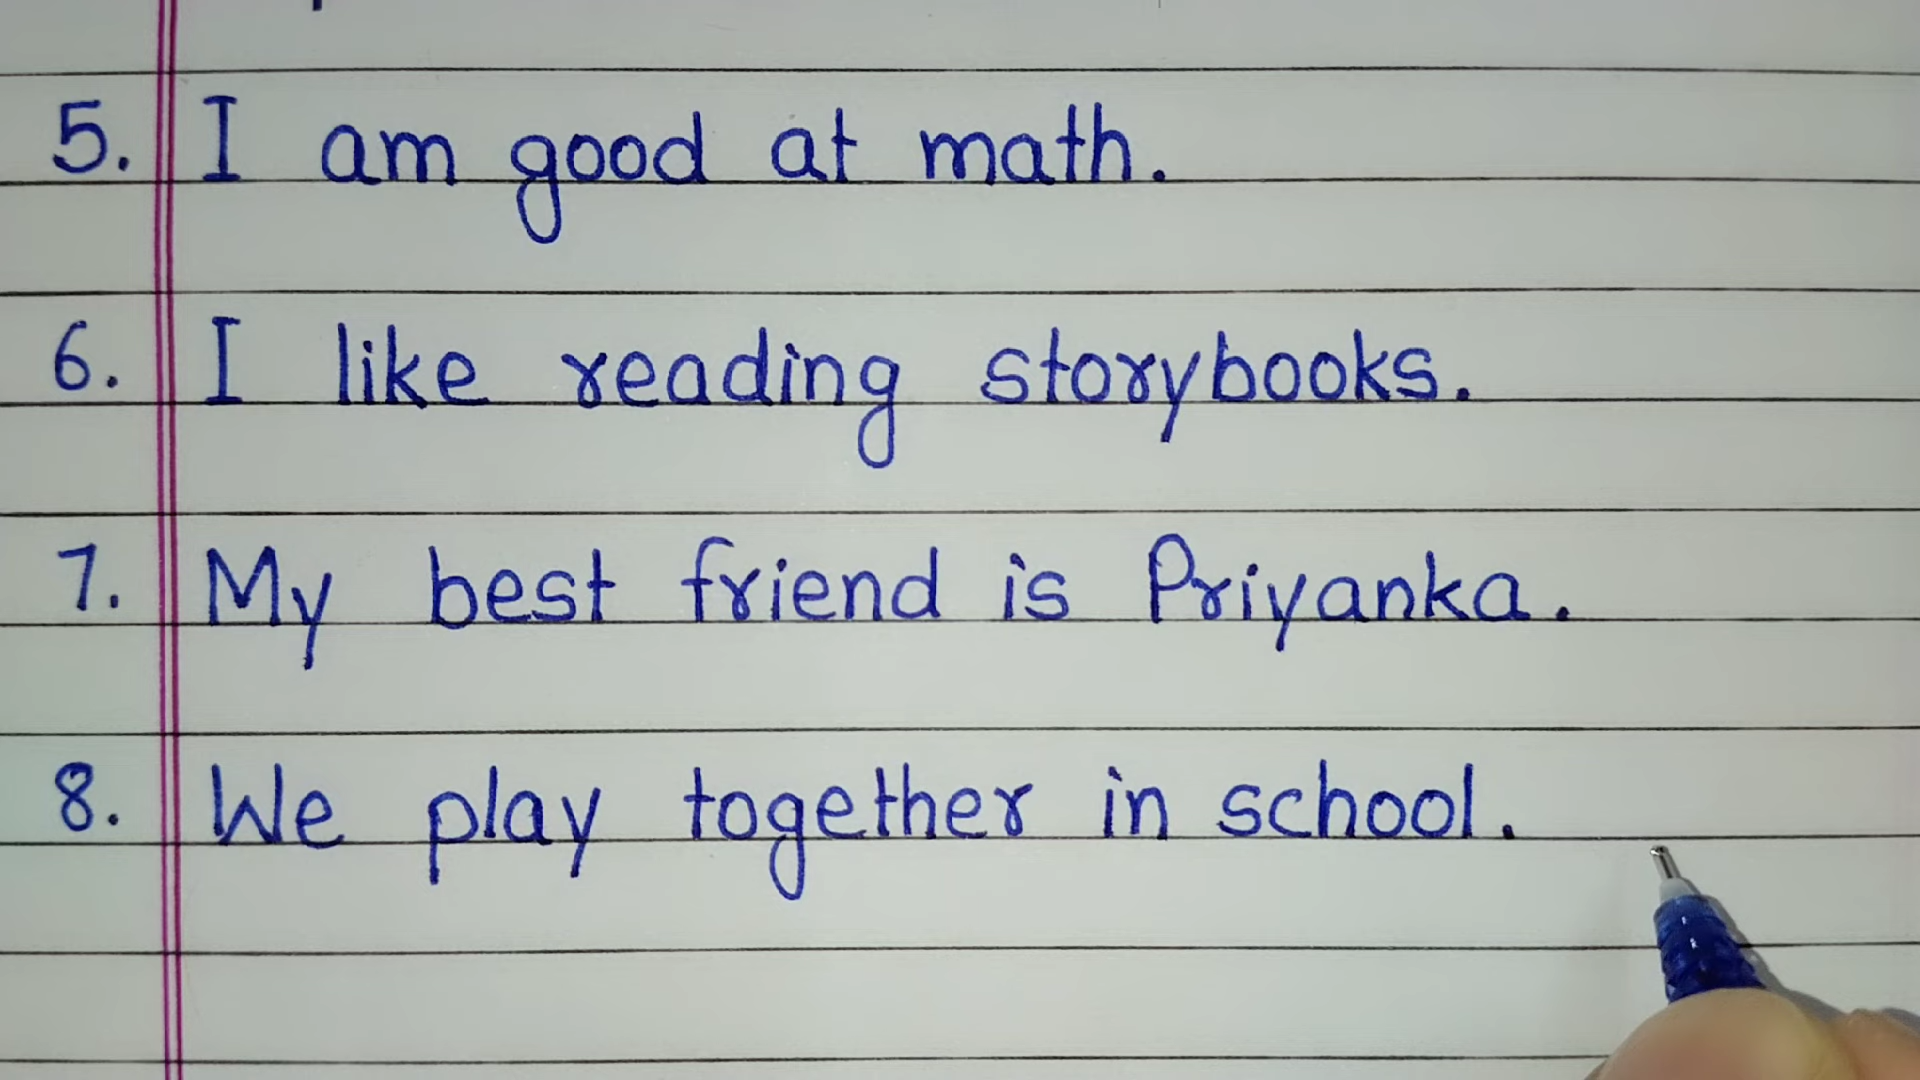 5. I am good at math.
6. I like reading storybooks.
7. My best friend is Priyanka.
8. We play together in school.